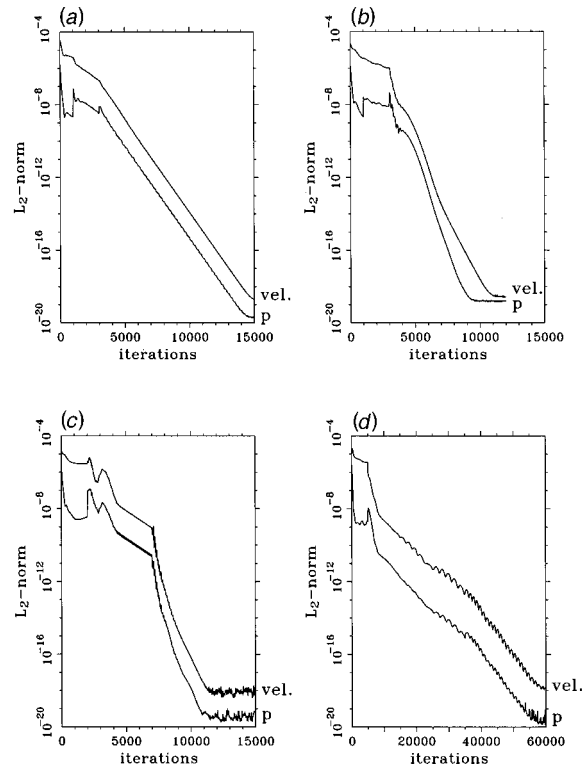 (a)
10⁻⁴
10⁻⁸
10⁻¹²
10⁻¹⁶
10⁻²⁰
L₂-norm
vel.
p
0 5000 10000 15000
iterations
(b)
10⁻⁴
10⁻⁸
10⁻¹²
10⁻¹⁶
10⁻²⁰
L₂-norm
vel.
p
0 5000 10000 15000
iterations
(c)
10⁻⁴
10⁻⁸
10⁻¹²
10⁻¹⁶
10⁻²⁰
L₂-norm
vel.
p
0 5000 10000 15000
iterations
(d)
10⁻⁴
10⁻⁸
10⁻¹²
10⁻¹⁶
10⁻²⁰
L₂-norm
vel.
p
0 20000 40000 60000
iterations